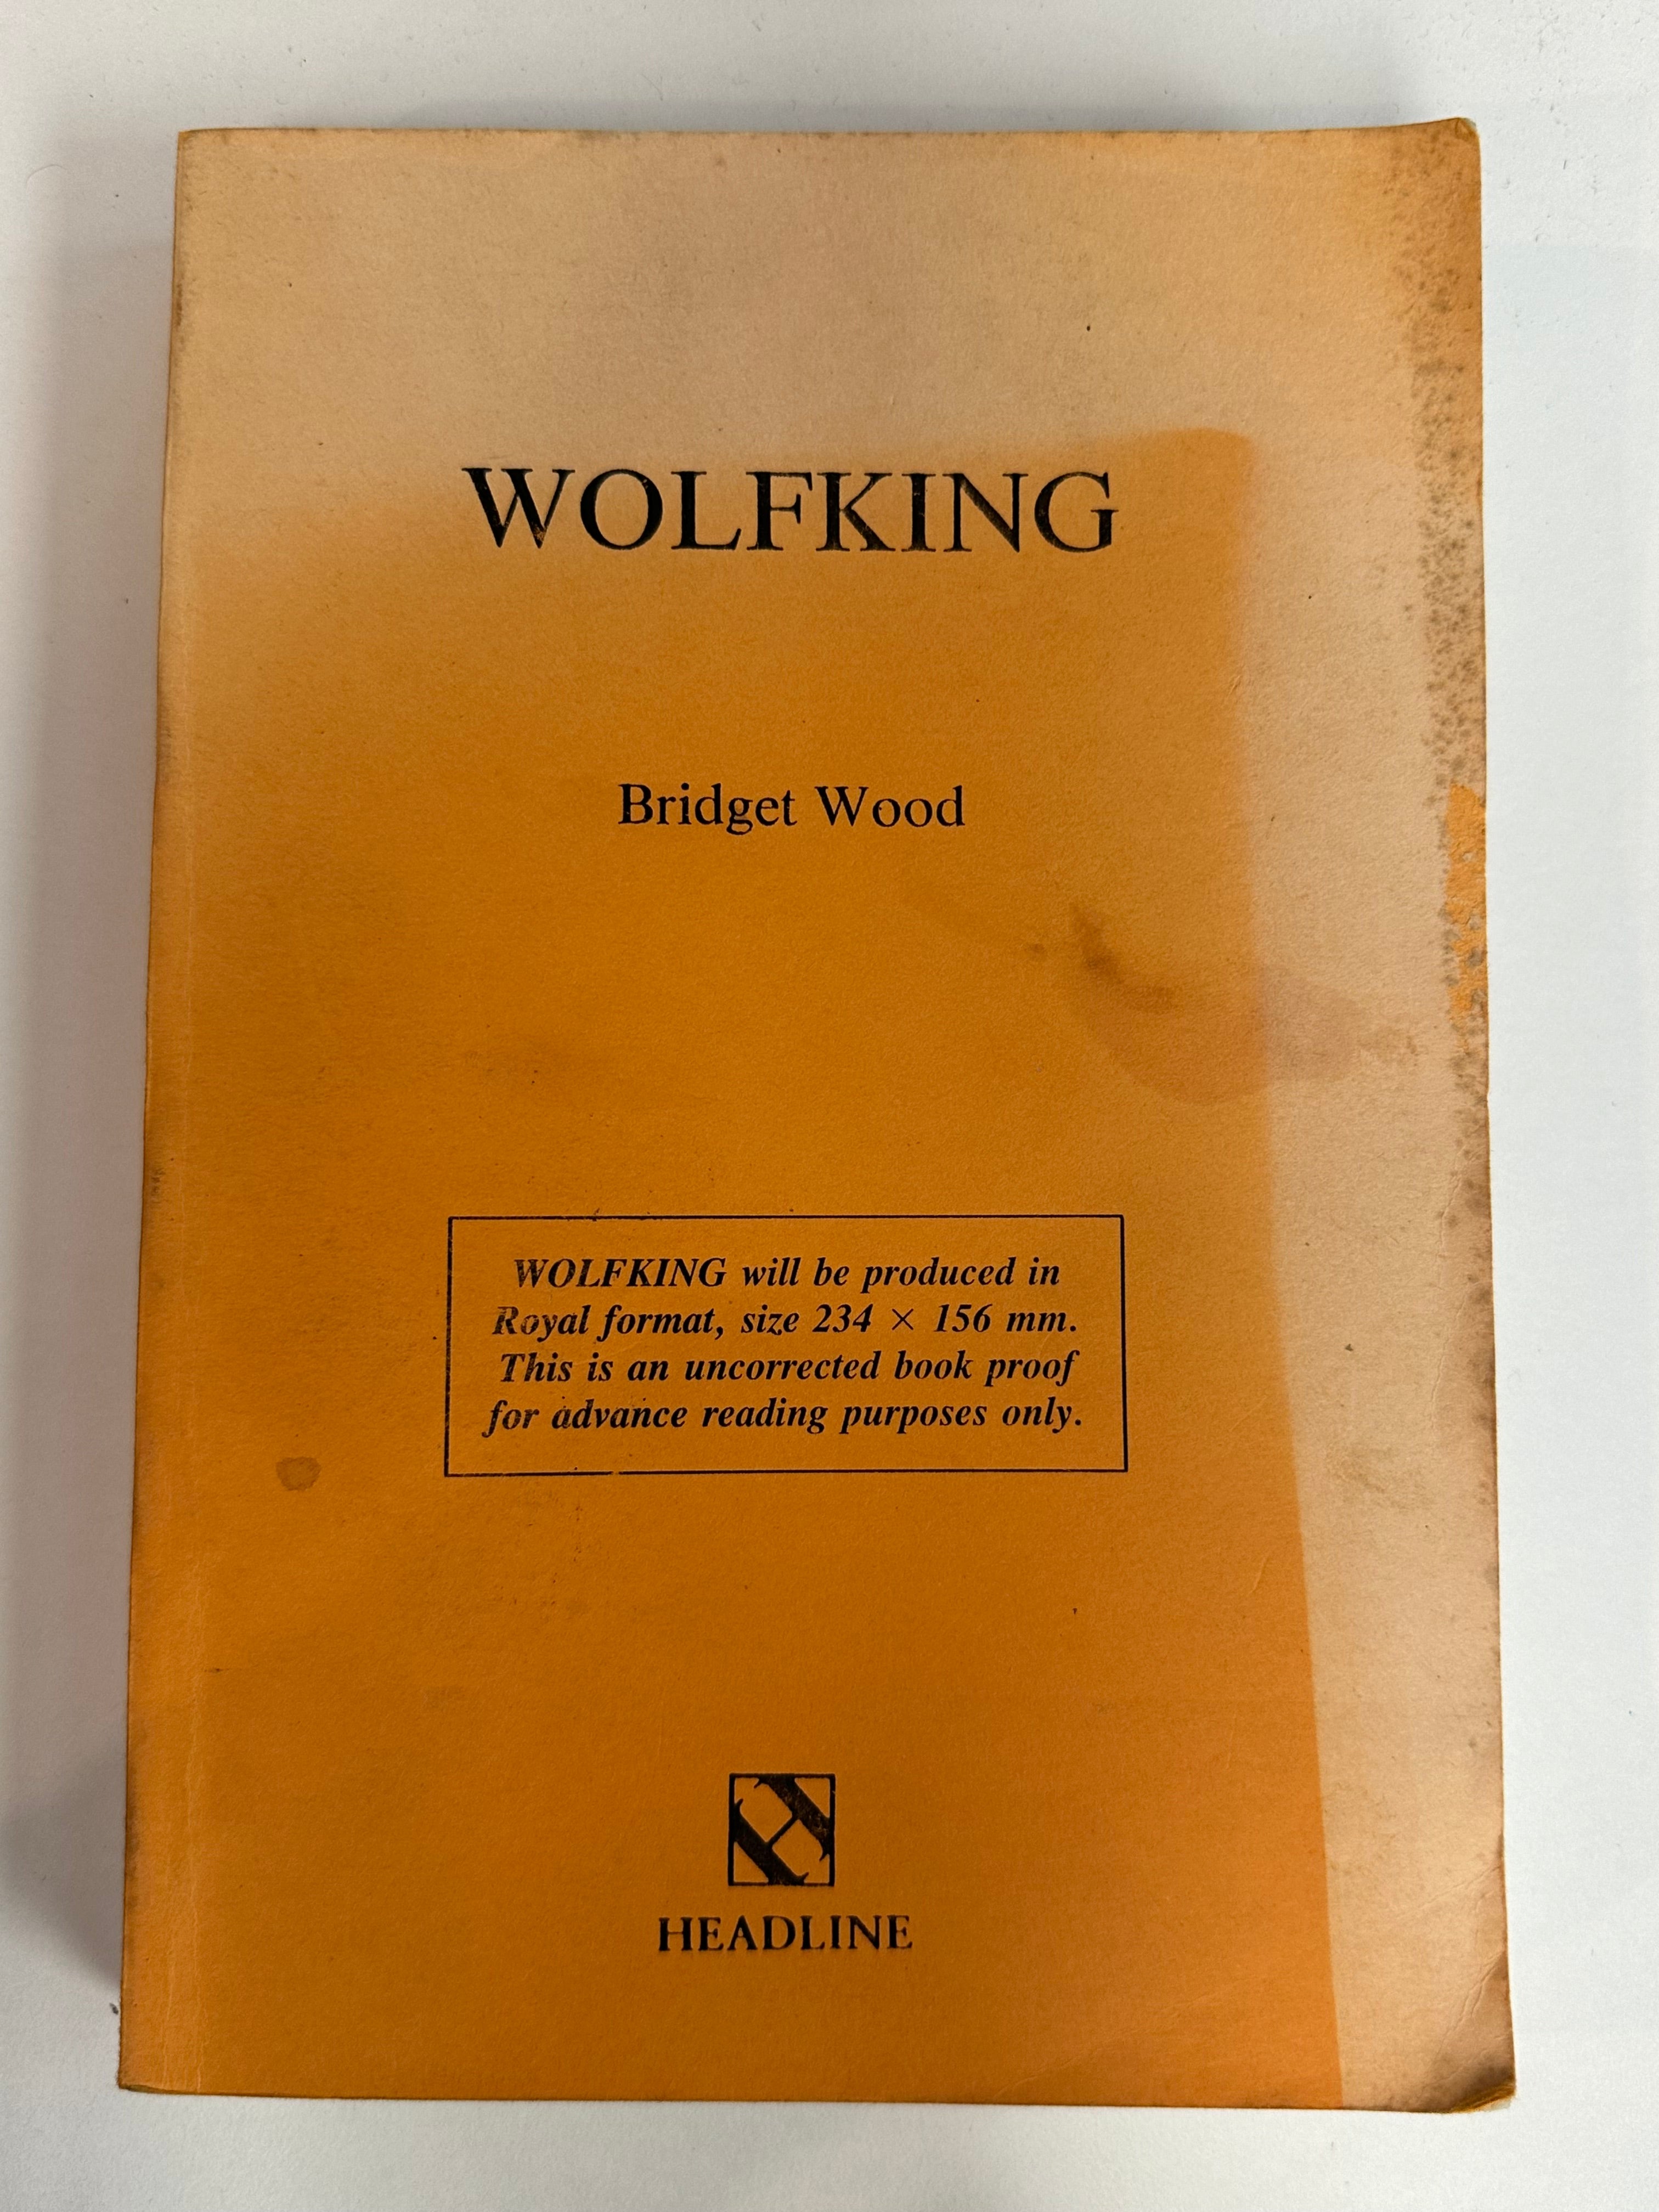 WOLFKING
Bridget Wood
WOLFKING will be produced in
Royal format, size 234 × 156 mm.
This is an uncorrected book proof
for advance reading purposes only.
HEADLINE